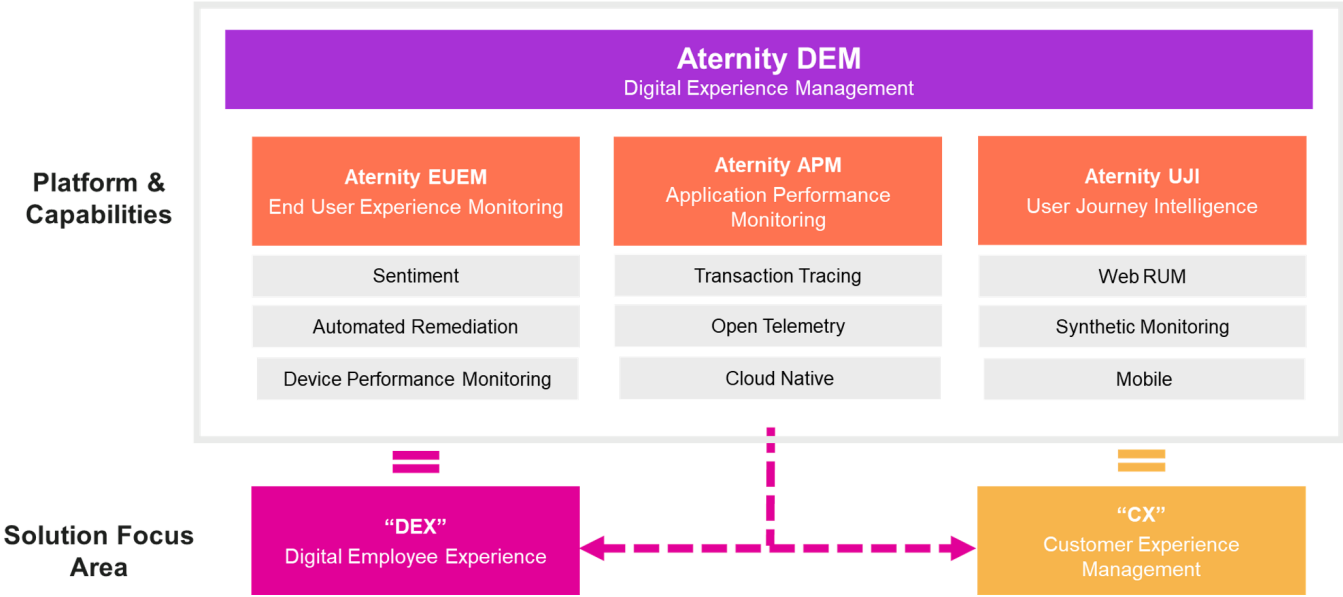 Aternity DEM
Digital Experience Management
Platform &
Capabilities
Aternity EUEM
End User Experience Monitoring
Sentiment
Automated Remediation
Device Performance Monitoring
Aternity APM
Application Performance
Monitoring
Transaction Tracing
Open Telemetry
Cloud Native
Aternity UJI
User Journey Intelligence
Web RUM
Synthetic Monitoring
Mobile
Solution Focus
Area
“DEX”
Digital Employee Experience
“CX”
Customer Experience
Management